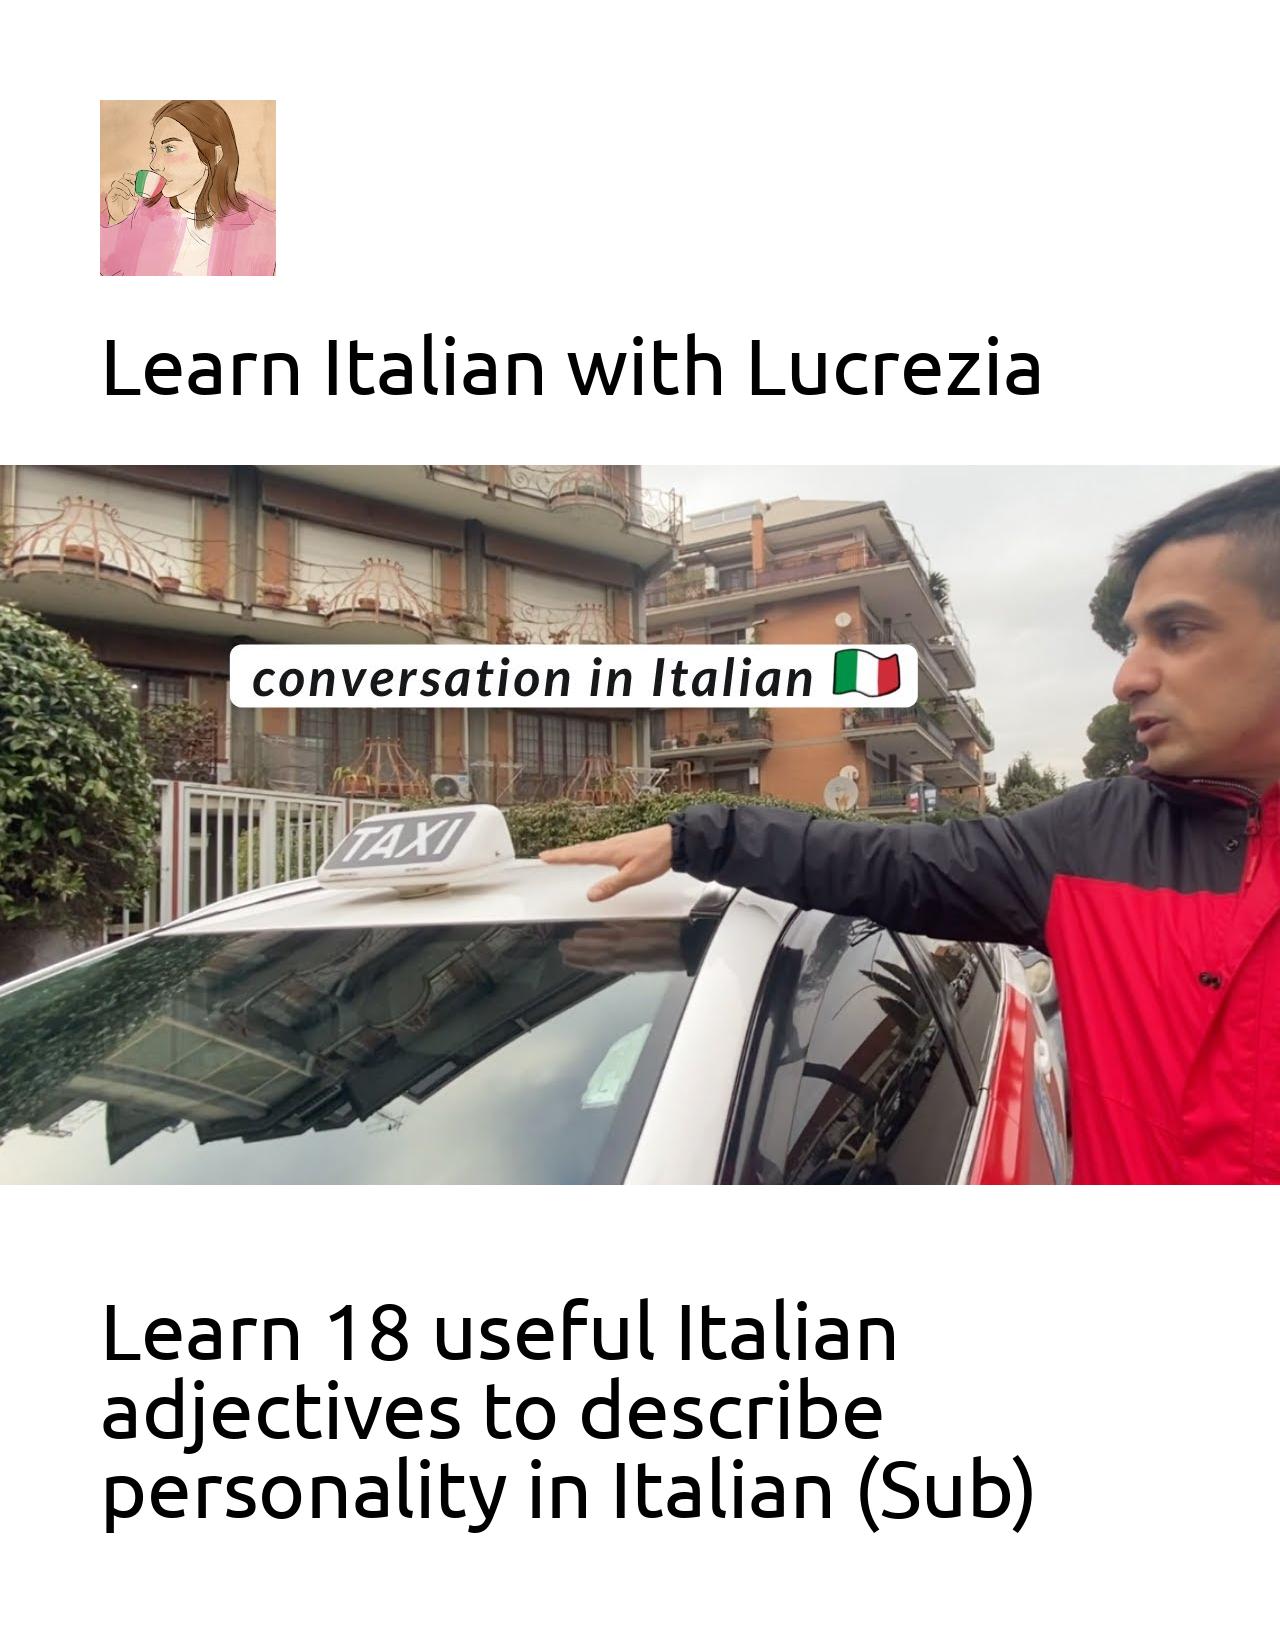 Learn Italian with Lucrezia
conversation in Italian
TAXI
Learn 18 useful Italian
adjectives to describe
personality in Italian (Sub)